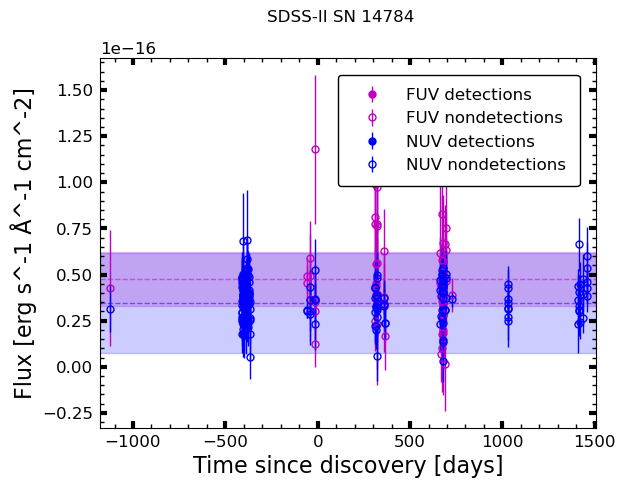 SDSS-II SN 14784
1e−16
FUV detections
FUV nondetections
NUV detections
NUV nondetections
1.50
1.25
1.00
0.75
0.50
0.25
0.00
−0.25
Flux [erg s^-1 Å^-1 cm^-2]
−1000 −500 0 500 1000 1500
Time since discovery [days]